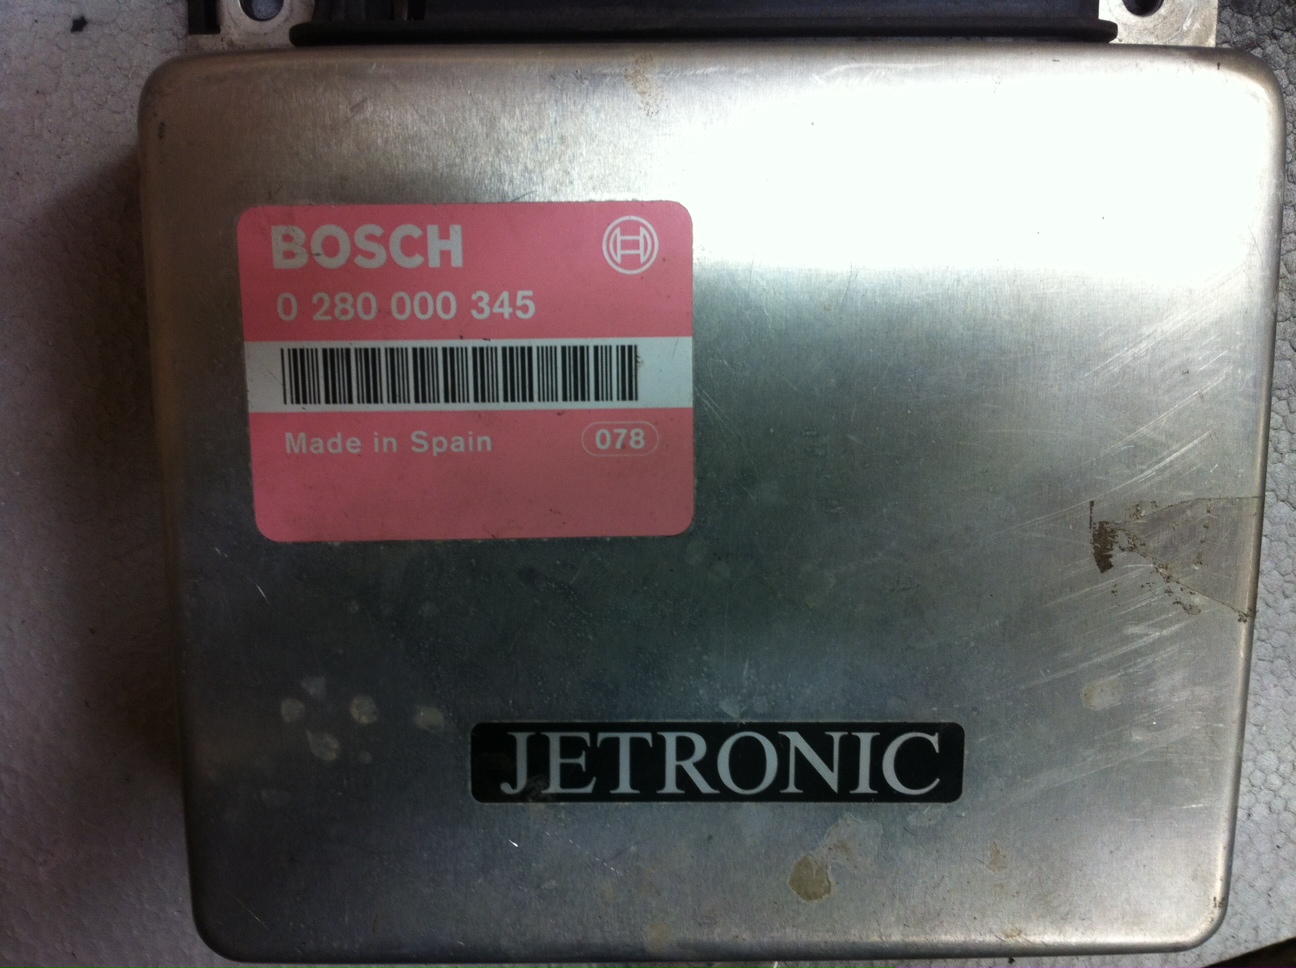 BOSCH
0 280 000 345
Made in Spain 078
JETRONIC